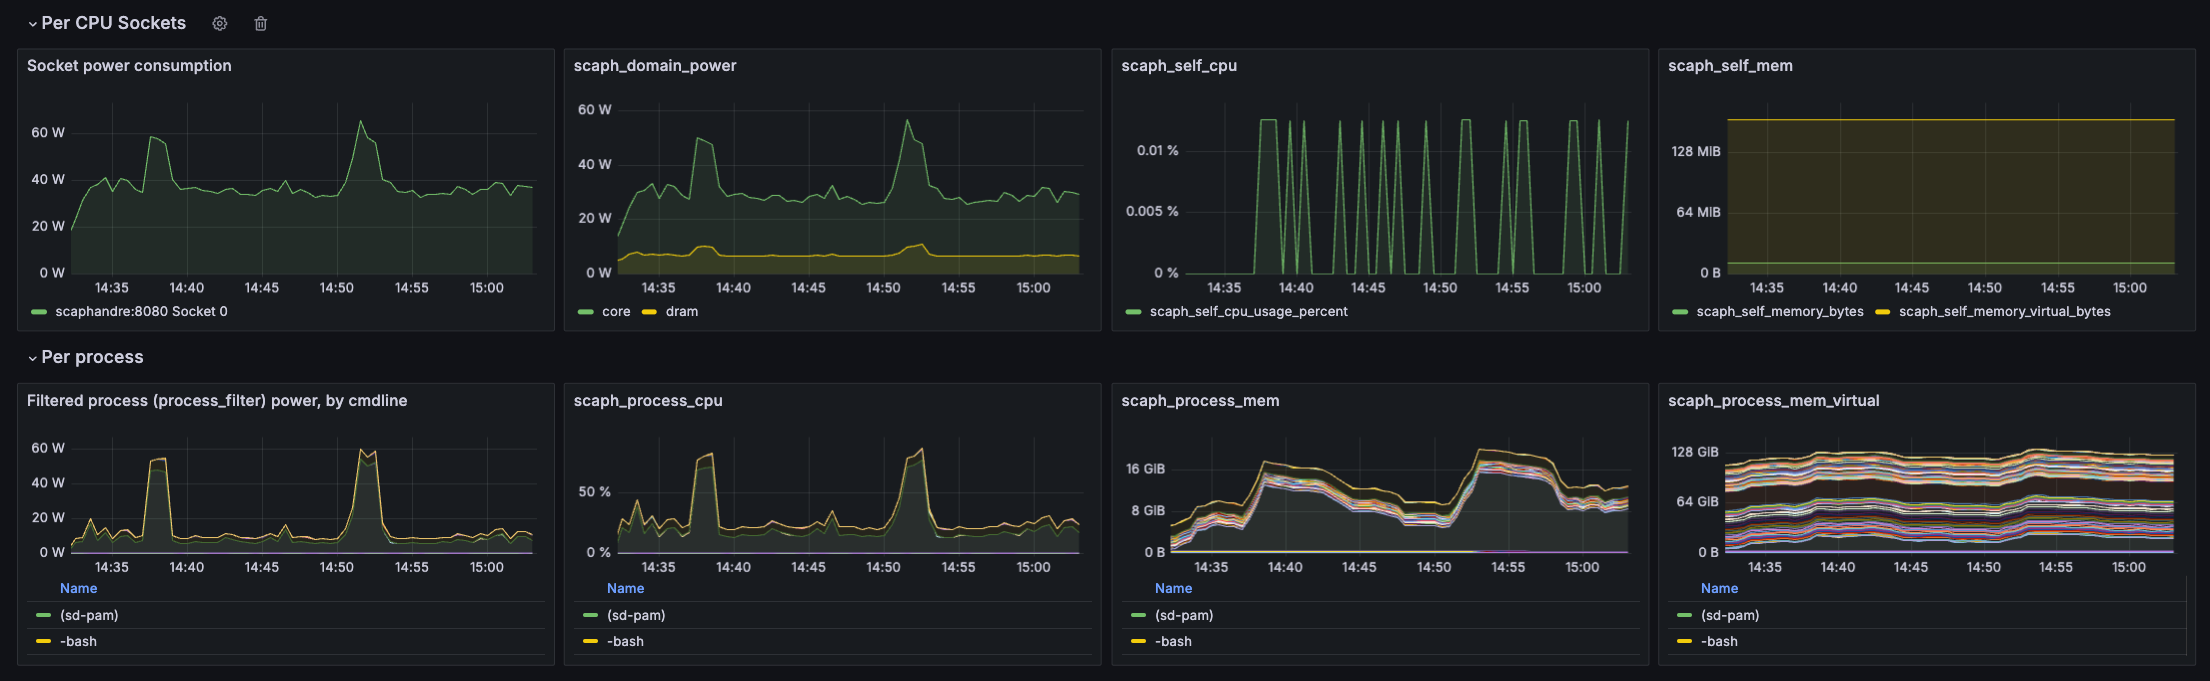 Per CPU Sockets
Socket power consumption
60 W
40 W
20 W
0 W
14:35 14:40 14:45 14:50 14:55 15:00
scaphandre:8080 Socket 0
scaph_domain_power
60 W
40 W
20 W
0 W
14:35 14:40 14:45 14:50 14:55 15:00
core dram
scaph_self_cpu
0.01 %
0.005 %
0 %
14:35 14:40 14:45 14:50 14:55 15:00
scaph_self_cpu_usage_percent
scaph_self_mem
128 MiB
64 MiB
0 B
14:35 14:40 14:45 14:50 14:55 15:00
scaph_self_memory_bytes scaph_self_memory_virtual_bytes
Per process
Filtered process (process_filter) power, by cmdline
60 W
40 W
20 W
0 W
14:35 14:40 14:45 14:50 14:55 15:00
Name
(sd-pam)
-bash
scaph_process_cpu
50 %
0 %
14:35 14:40 14:45 14:50 14:55 15:00
Name
(sd-pam)
-bash
scaph_process_mem
16 GiB
8 GiB
0 B
14:35 14:40 14:45 14:50 14:55 15:00
Name
(sd-pam)
-bash
scaph_process_mem_virtual
128 GiB
64 GiB
0 B
14:35 14:40 14:45 14:50 14:55 15:00
Name
(sd-pam)
-bash